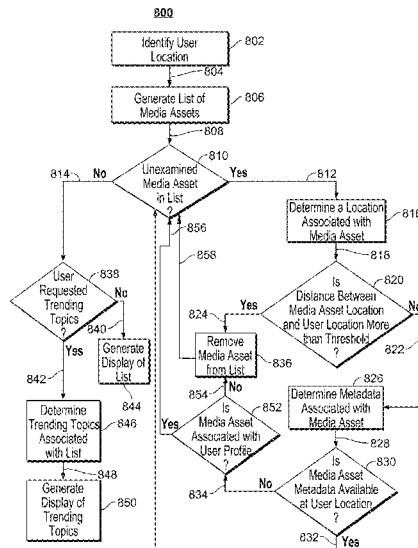 800
Identify User
Location
802
804
Generate List of
Media Assets
806
808
Unexamined
Media Asset
in List
?
810
814
No
Yes
812
856
858
Determine a Location
Associated with
Media Asset
816
818
Is
Distance Between
Media Asset Location
and User Location More
than Threshold
?
820
No
822
824
Yes
Remove
Media Asset
from List
836
User
Requested
Trending
Topics
?
838
No
840
Generate
Display of
List
844
Yes
842
Determine
Trending Topics
Associated
with List
846
848
Generate
Display of
Trending
Topics
850
Determine Metadata
Associated with
Media Asset
826
828
Is
Media Asset
Metadata Available
at User Location
?
830
Yes
832
No
834
Is
Media Asset
Associated with
User Profile
?
852
No
854
Yes